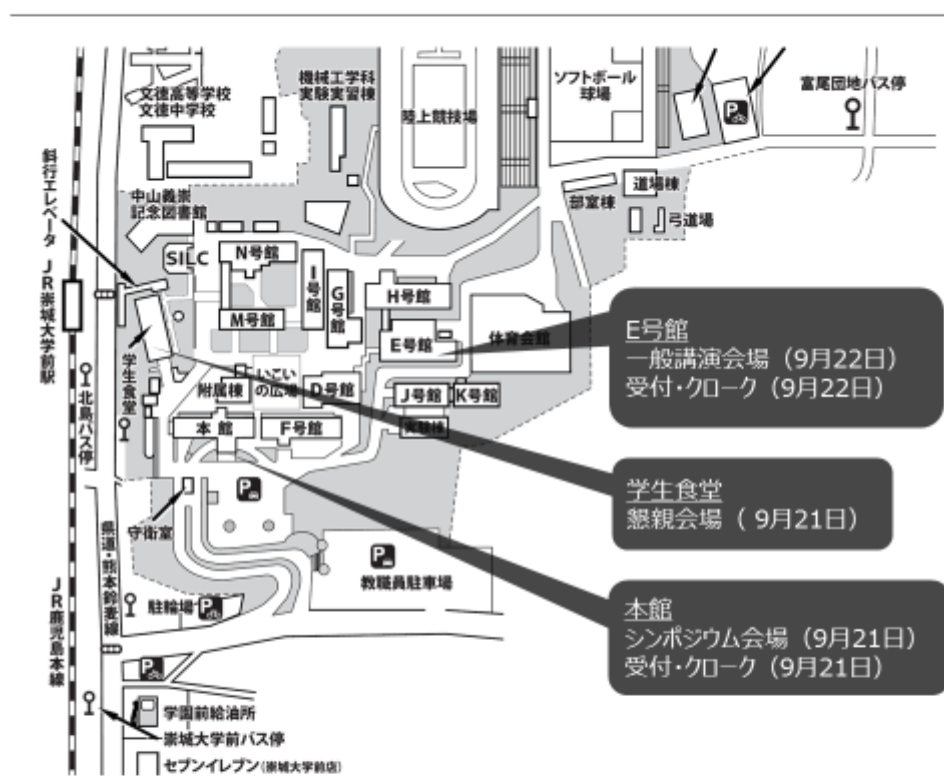 文徳高等学校
文徳中学校
機械工学科
実験実習棟
陸上競技場
ソフトボール
球場
P
富尾団地バス停
斜行エレベータ
中山義崇
記念図書館
部室棟
道場棟
弓道場
SILC
N号館
I号館
G号館
H号館
M号館
E号館
体育会館
JR崇城大学前駅
学生食堂
北島バス停
附属棟
いこい
の広場
D号館
J号館
K号館
実験棟
本館
F号館
P
守衛室
P
教職員駐車場
県道・熊本鈴麦線
JR鹿児島本線
駐輪場
P
P
学園前給油所
崇城大学前バス停
セブンイレブン(崇城大学前店)
E号館
一般講演会場（9月22日）
受付・クローク（9月22日）
学生食堂
懇親会場（ 9月21日）
本館
シンポジウム会場（9月21日）
受付・クローク（9月21日）